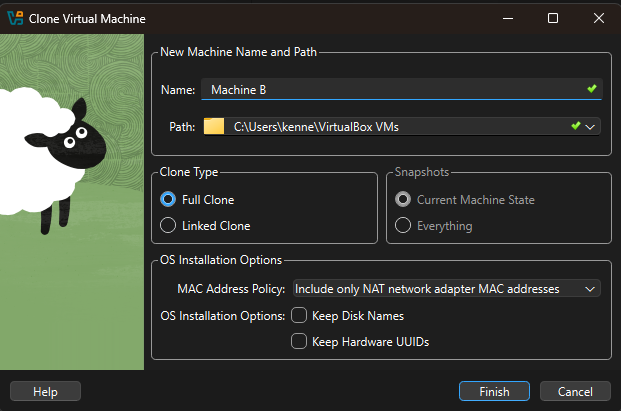 Clone Virtual Machine
New Machine Name and Path
Name: Machine B
Path: C:\Users\kenne\VirtualBox VMs
Clone Type
Full Clone
Linked Clone
Snapshots
Current Machine State
Everything
OS Installation Options
MAC Address Policy: Include only NAT network adapter MAC addresses
OS Installation Options: Keep Disk Names
Keep Hardware UUIDs
Help Finish Cancel